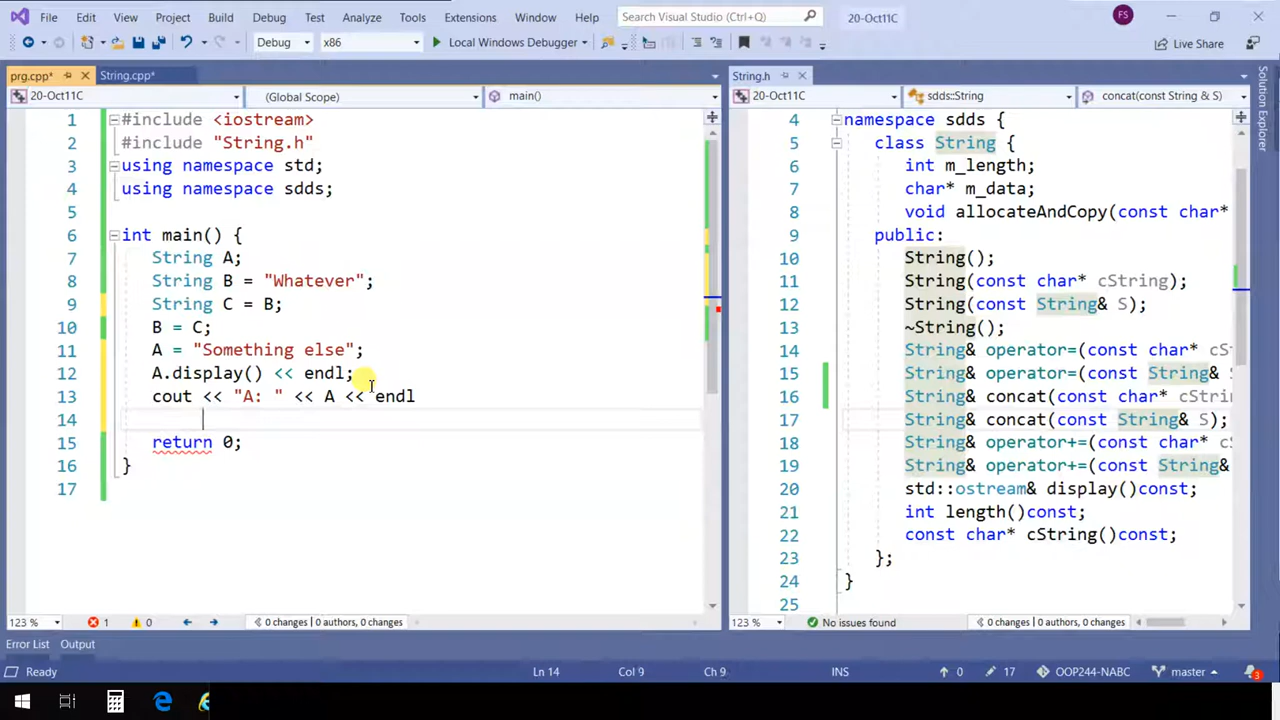 File Edit View Project Build Debug Test Analyze Tools Extensions Window Help Search Visual Studio (Ctrl+Q) 20-Oct11C FS
Debug x86 Local Windows Debugger Live Share
prg.cpp* String.cpp*
20-Oct11C (Global Scope) main()
1 #include <iostream>
2 #include "String.h"
3 using namespace std;
4 using namespace sdds;
5
6 int main() {
7 String A;
8 String B = "Whatever";
9 String C = B;
10 B = C;
11 A = "Something else";
12 A.display() << endl;
13 cout << "A: " << A << endl
14
15 return 0;
16 }
17
123 % 1 0 0 changes | 0 authors, 0 changes
String.h
20-Oct11C sdds::String concat(const String & S)
4 namespace sdds {
5 class String {
6 int m_length;
7 char* m_data;
8 void allocateAndCopy(const char*
9 public:
10 String();
11 String(const char* cString);
12 String(const String& S);
13 ~String();
14 String& operator=(const char* cS
15 String& operator=(const String&
16 String& concat(const char* cStri
17 String& concat(const String& S);
18 String& operator+=(const char* c
19 String& operator+=(const String&
20 std::ostream& display()const;
21 int length()const;
22 const char* cString()const;
23 };
24 }
25
123 % No issues found 0 changes | 0 authors, 0 changes
Solution Explorer
Error List Output
Ready Ln 14 Col 9 Ch 9 INS 0 17 OOP244-NABC master 3